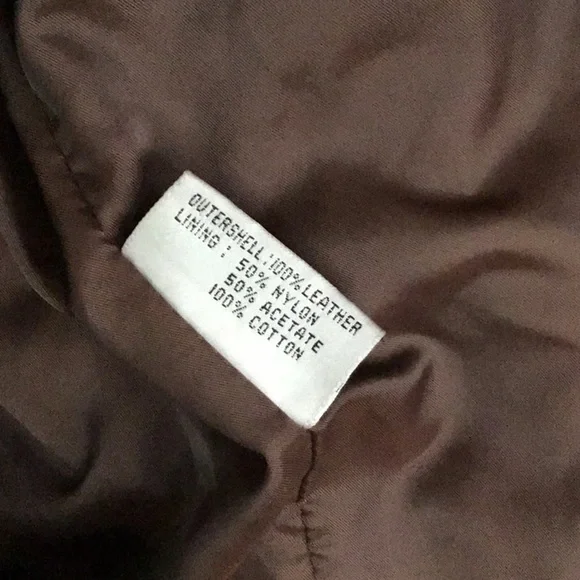 OUTERSHELL:100% LEATHER
LINING : 50% NYLON
50% ACETATE
100% COTTON